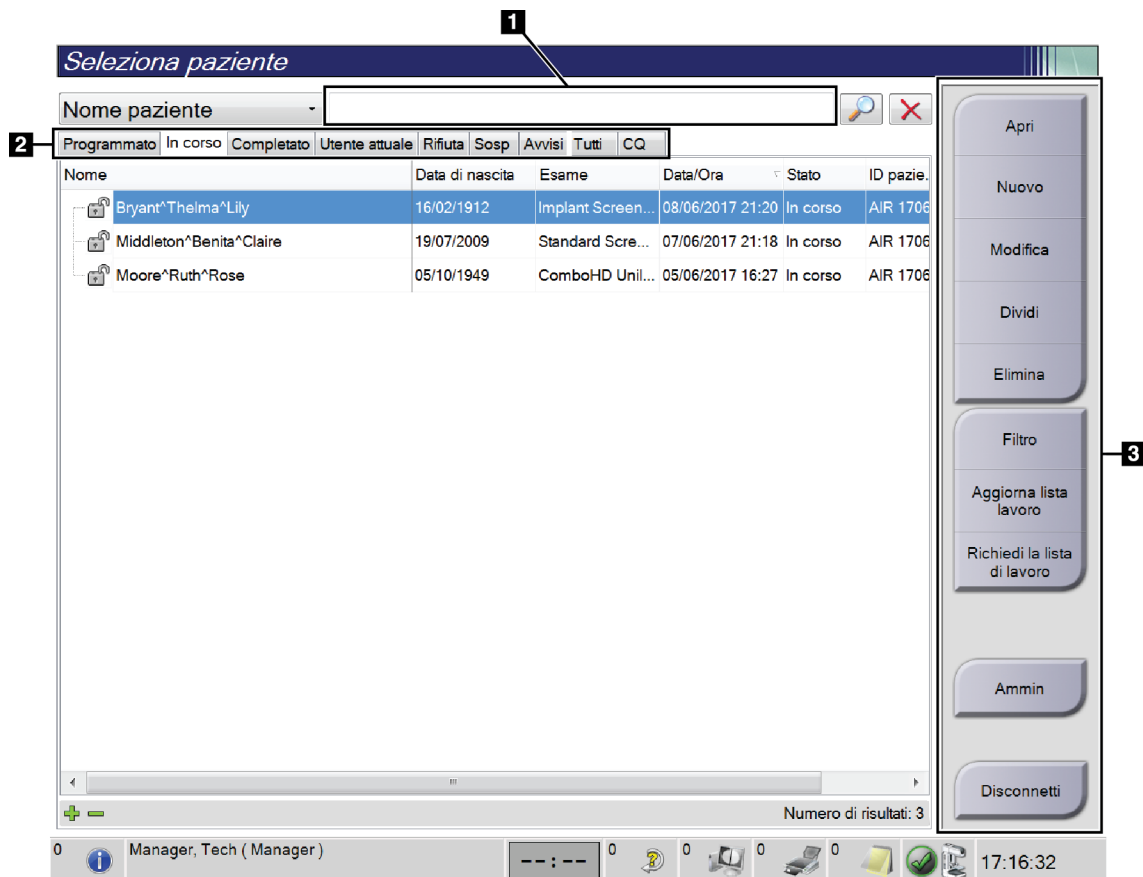 1
Seleziona paziente
Nome paziente
2
Programmato In corso Completato Utente attuale Rifiuta Sosp Avvisi Tutti CQ
Nome Data di nascita Esame Data/Ora Stato ID pazie.
Bryant^Thelma^Lily 16/02/1912 Implant Screen... 08/06/2017 21:20 In corso AIR 1706
Middleton^Benita^Claire 19/07/2009 Standard Scre... 07/06/2017 21:18 In corso AIR 1706
Moore^Ruth^Rose 05/10/1949 ComboHD Unil... 05/06/2017 16:27 In corso AIR 1706
Numero di risultati: 3
Apri
Nuovo
Modifica
Dividi
Elimina
Filtro
Aggiorna lista
lavoro
Richiedi la lista
di lavoro
Ammin
Disconnetti
3
0 Manager, Tech ( Manager ) --:-- 0 0 0 0 17:16:32